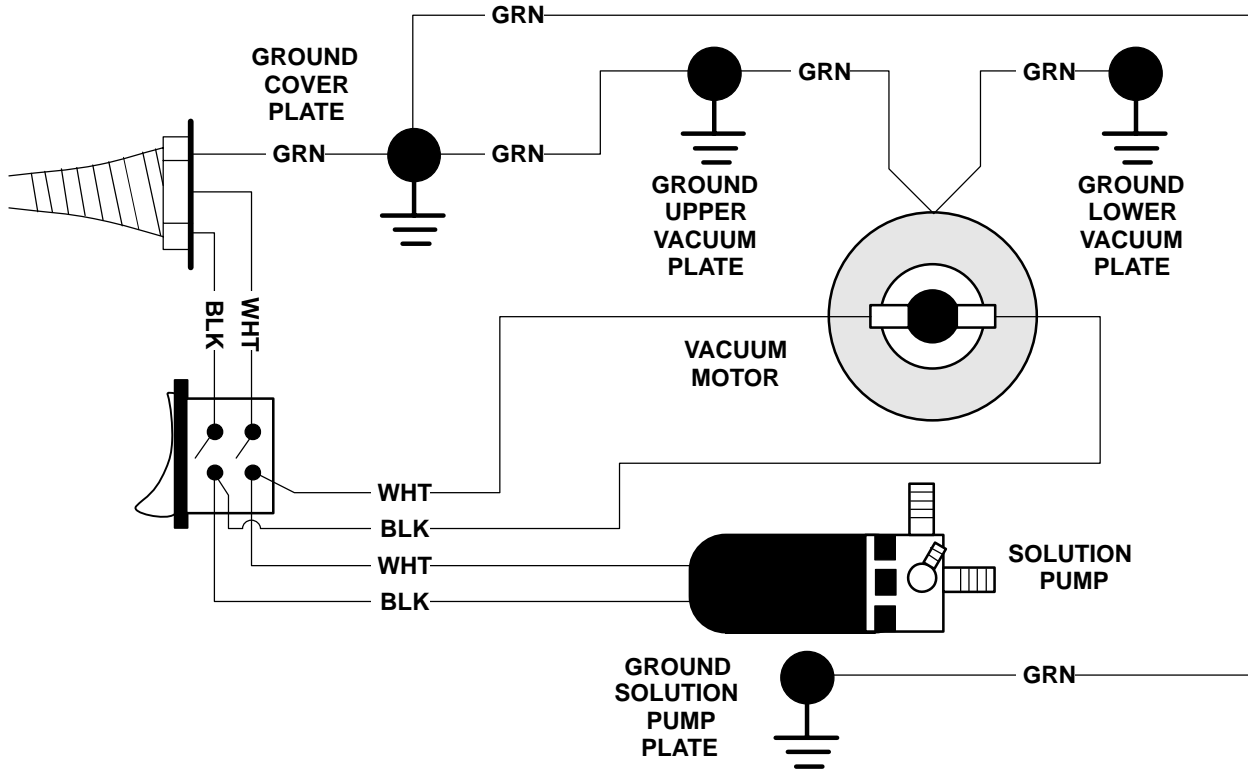 GRN
GROUND
COVER
PLATE
GRN
GRN
GRN
GRN
GROUND
UPPER
VACUUM
PLATE
GROUND
LOWER
VACUUM
PLATE
BLK
WHT
VACUUM
MOTOR
WHT
BLK
WHT
BLK
SOLUTION
PUMP
GROUND
SOLUTION
PUMP
PLATE
GRN